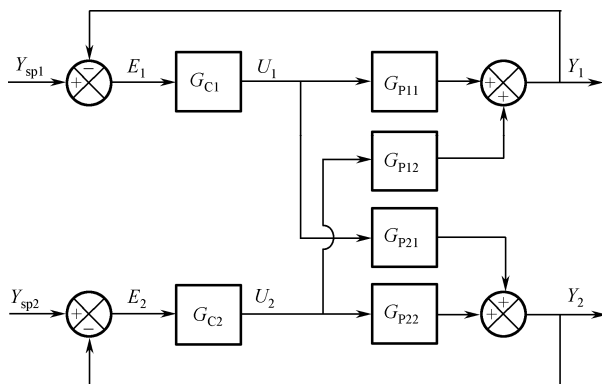 Y_sp1 + − E_1 G_C1 U_1 G_P11 + + Y_1
G_P12
G_P21
Y_sp2 + − E_2 G_C2 U_2 G_P22 + + Y_2